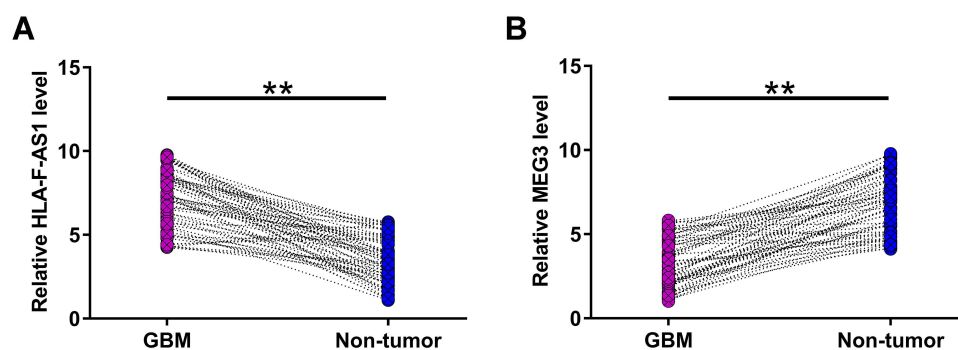 A
Relative HLA-F-AS1 level
15
10
5
0
**
GBM
Non-tumor
B
Relative MEG3 level
15
10
5
0
**
GBM
Non-tumor